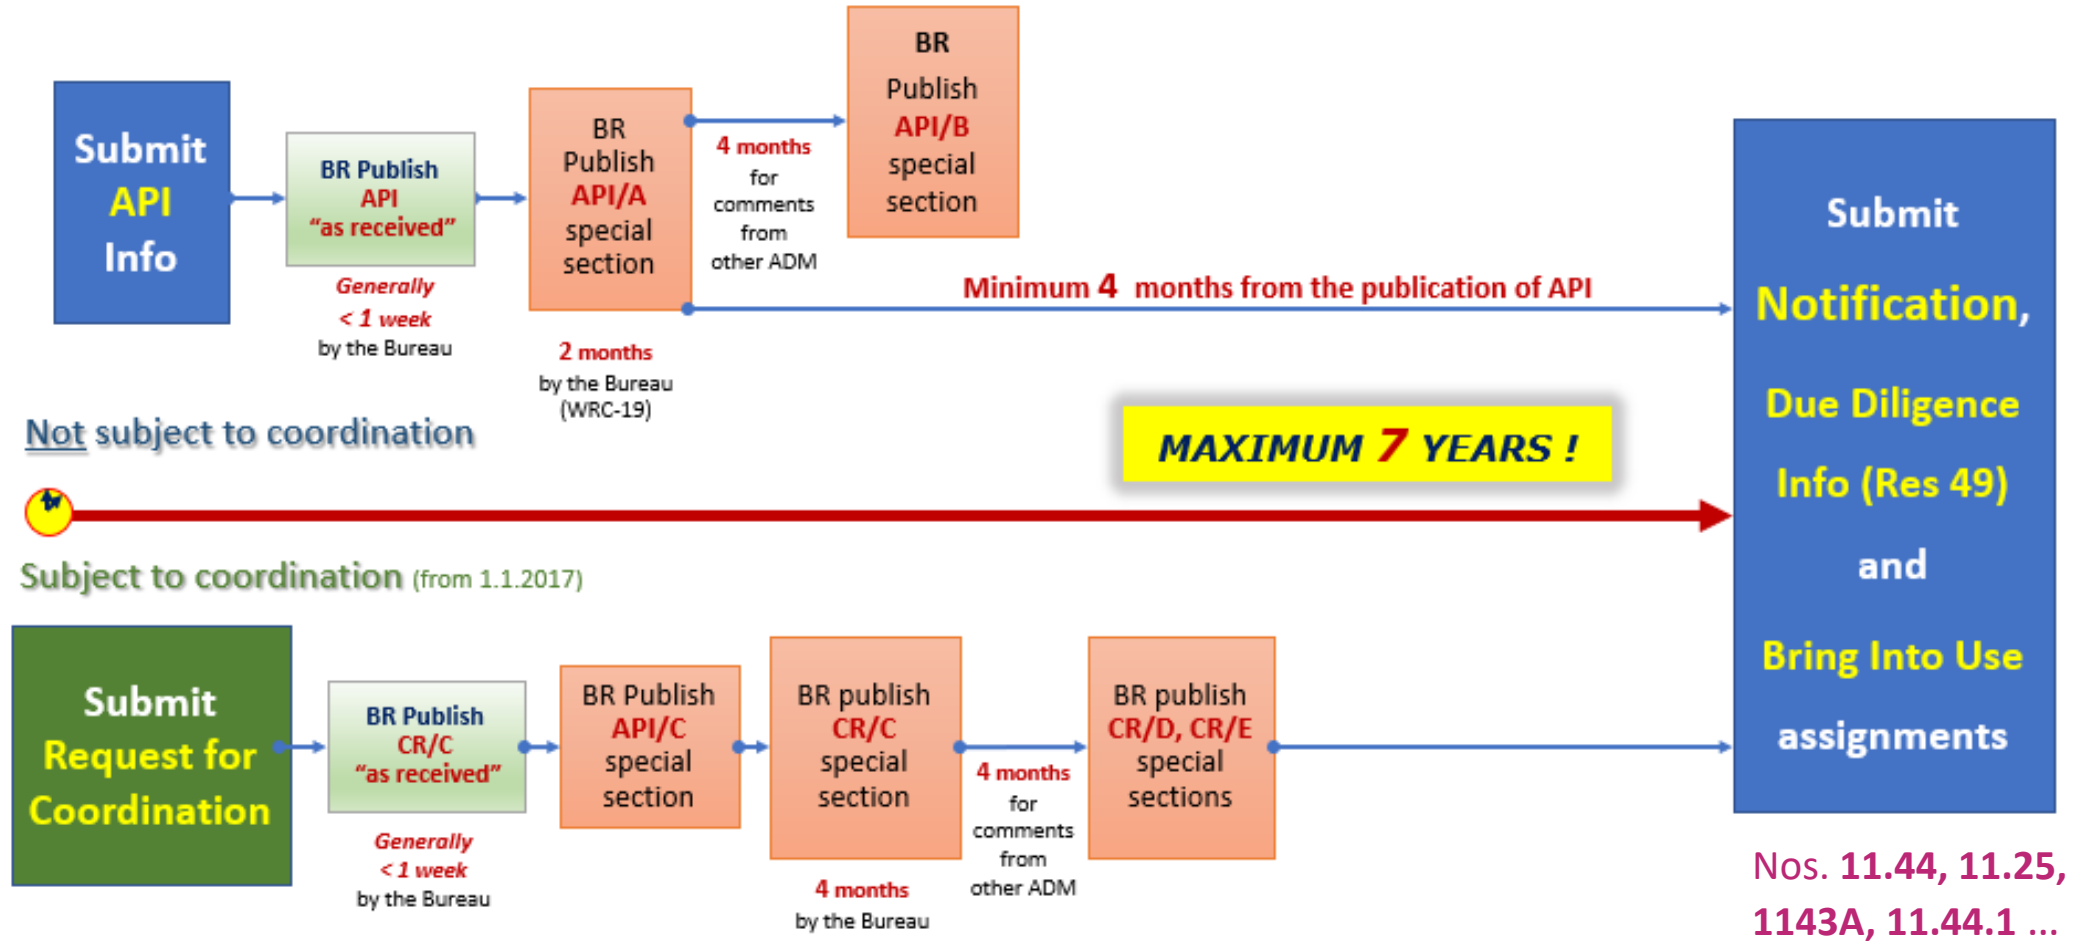 Submit
API
Info
BR Publish
API
“as received”
Generally
< 1 week
by the Bureau
BR
Publish
API/A
special
section
2 months
by the Bureau
(WRC-19)
4 months
for
comments
from
other ADM
BR
Publish
API/B
special
section
Minimum 4 months from the publication of API
Not subject to coordination
MAXIMUM 7 YEARS !
Subject to coordination (from 1.1.2017)
Submit
Request for
Coordination
BR Publish
CR/C
“as received”
Generally
< 1 week
by the Bureau
BR Publish
API/C
special
section
BR publish
CR/C
special
section
4 months
by the Bureau
4 months
for
comments
from
other ADM
BR publish
CR/D, CR/E
special
sections
Submit
Notification,
Due Diligence
Info (Res 49)
and
Bring Into Use
assignments
Nos. 11.44, 11.25,
1143A, 11.44.1 ...